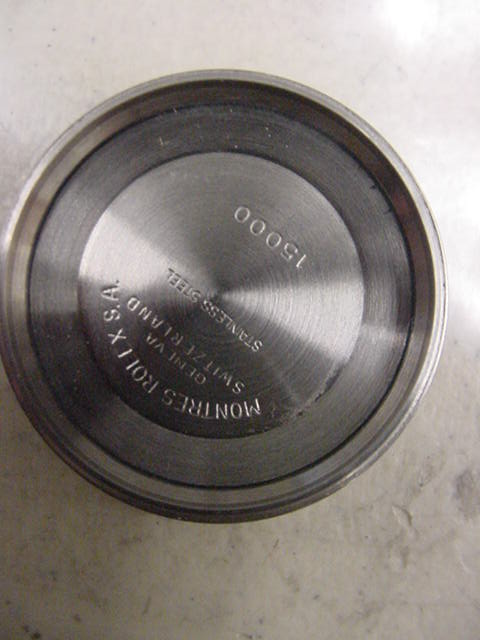 MONTRES ROLEX S.A.
GENEVA
SWITZERLAND
STAINLESS STEEL
15000